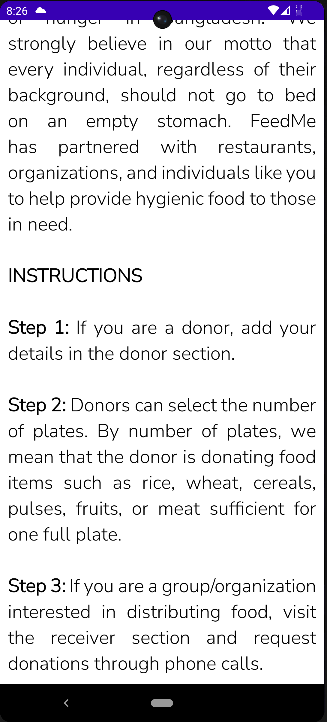 8:26
of hunger in Bangladesh. We
strongly believe in our motto that
every individual, regardless of their
background, should not go to bed
on an empty stomach. FeedMe
has partnered with restaurants,
organizations, and individuals like you
to help provide hygienic food to those
in need.
INSTRUCTIONS
Step 1: If you are a donor, add your
details in the donor section.
Step 2: Donors can select the number
of plates. By number of plates, we
mean that the donor is donating food
items such as rice, wheat, cereals,
pulses, fruits, or meat sufficient for
one full plate.
Step 3: If you are a group/organization
interested in distributing food, visit
the receiver section and request
donations through phone calls.